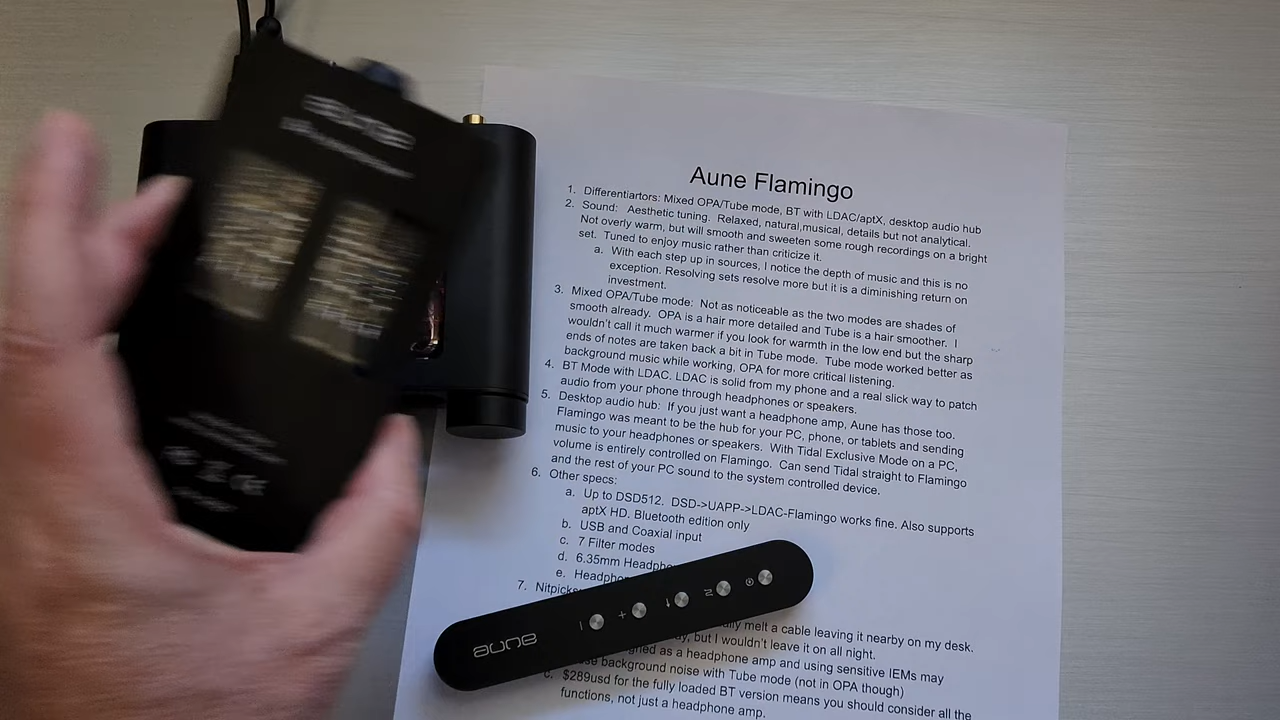 aune
Aune Flamingo
1. Differentiartors: Mixed OPA/Tube mode, BT with LDAC/aptX, desktop audio hub
2. Sound: Aesthetic tuning. Relaxed, natural,musical, details but not analytical.
Not overly warm, but will smooth and sweeten some rough recordings on a bright
set. Tuned to enjoy music rather than criticize it.
a. With each step up in sources, I notice the depth of music and this is no
exception. Resolving sets resolve more but it is a diminishing return on
investment.
3. Mixed OPA/Tube mode: Not as noticeable as the two modes are shades of
smooth already. OPA is a hair more detailed and Tube is a hair smoother. I
wouldn't call it much warmer if you look for warmth in the low end but the sharp
ends of notes are taken back a bit in Tube mode. Tube mode worked better as
background music while working, OPA for more critical listening.
4. BT Mode with LDAC, LDAC is solid from my phone and a real slick way to patch
audio from your phone through headphones or speakers.
5. Desktop audio hub: If you just want a headphone amp, Aune has those too.
Flamingo was meant to be the hub for your PC, phone, or tablets and sending
music to your headphones or speakers. With Tidal Exclusive Mode on a PC,
volume is entirely controlled on Flamingo. Can send Tidal straight to Flamingo
and the rest of your PC sound to the system controlled device.
6. Other specs:
a. Up to DSD512. DSD->UAPP->LDAC-Flamingo works fine. Also supports
aptX HD. Bluetooth edition only
b. USB and Coaxial input
c. 7 Filter modes
d. 6.35mm
e.
7.
melt a cable leaving it nearby on my desk.
but I wouldn't leave it on all night.
as a headphone amp and using sensitive IEMs may
background noise with Tube mode (not in OPA though)
c. $289usd for the fully loaded BT version means you should consider all the
functions, not just a headphone amp.
aune